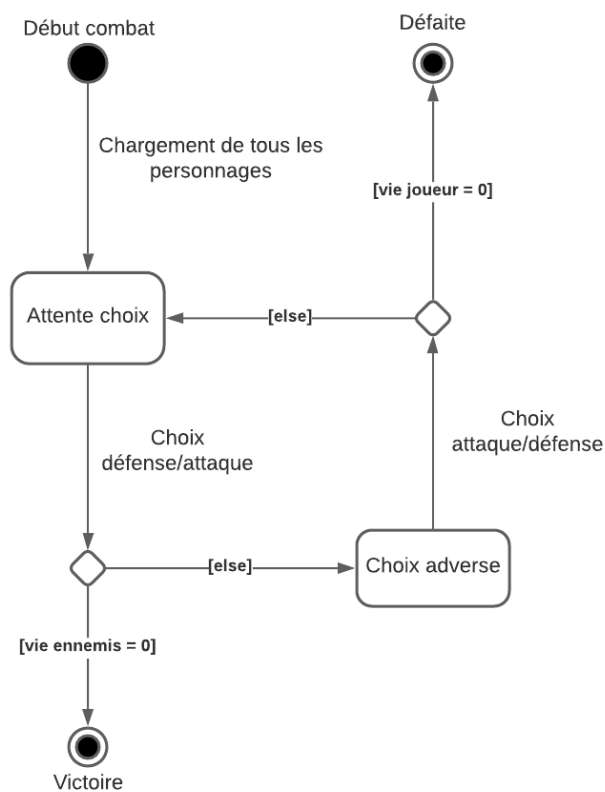 Début combat
Défaite
Chargement de tous les
personnages
[vie joueur = 0]
Attente choix
[else]
Choix
attaque/défense
Choix
défense/attaque
[else]
Choix adverse
[vie ennemis = 0]
Victoire